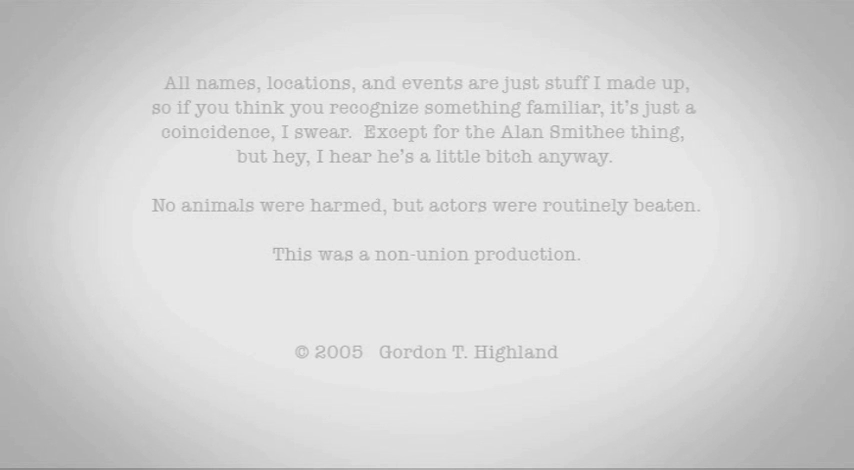 All names, locations, and events are just stuff I made up,
so if you think you recognize something familiar, it's just a
coincidence, I swear.  Except for the Alan Smithee thing,
but hey, I hear he's a little bitch anyway.
No animals were harmed, but actors were routinely beaten.
This was a non-union production.
© 2005   Gordon T. Highland